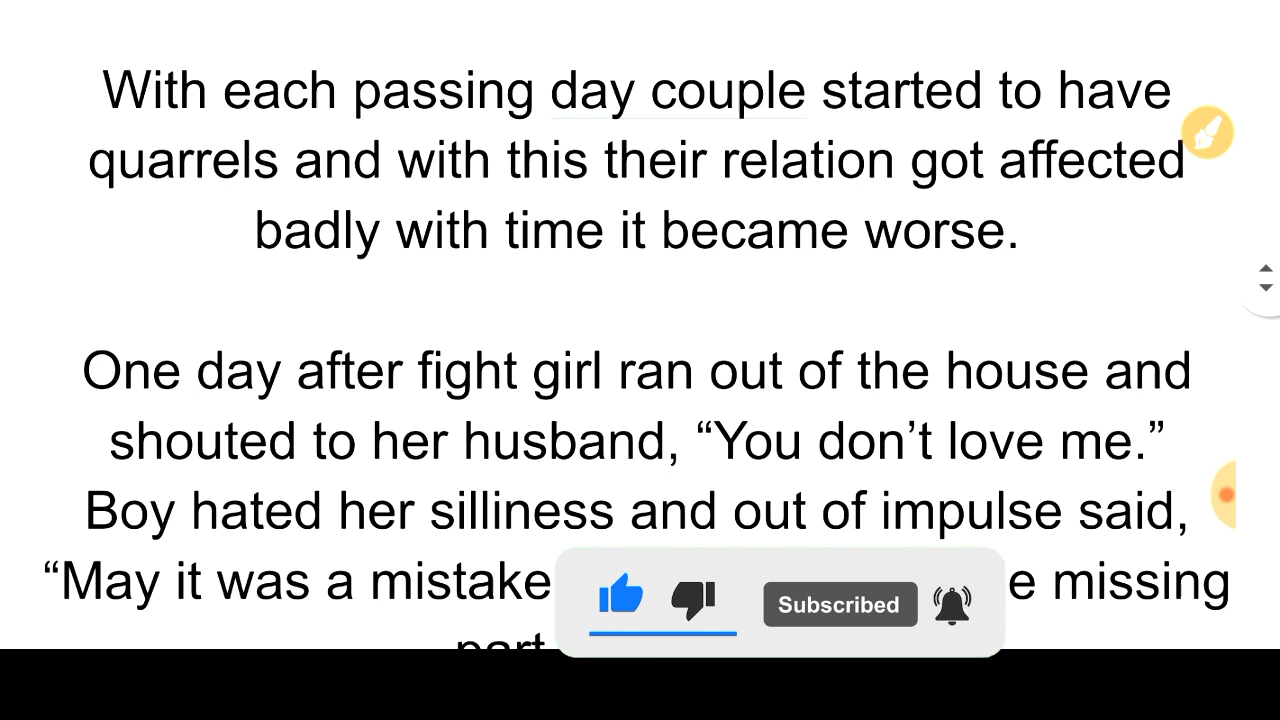 With each passing day couple started to have
quarrels and with this their relation got affected
badly with time it became worse.
One day after fight girl ran out of the house and
shouted to her husband, “You don’t love me.”
Boy hated her silliness and out of impulse said,
“May it was a mistake missing
part
Subscribed